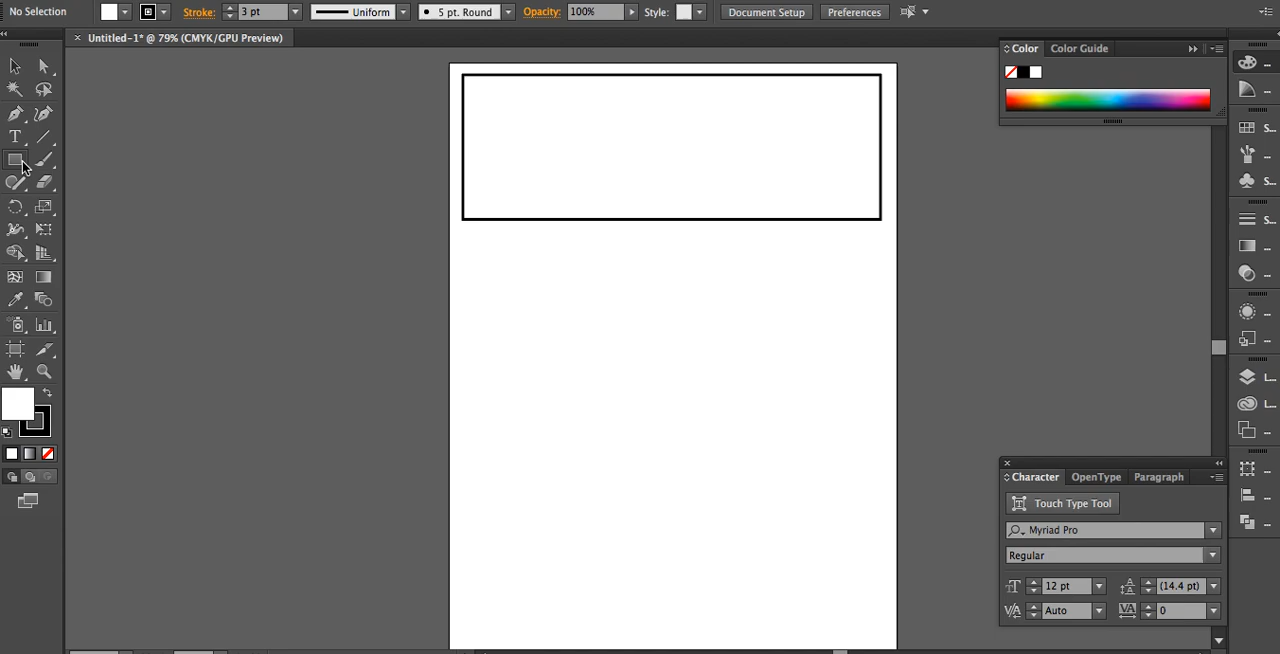 No Selection Stroke: 3 pt Uniform 5 pt. Round Opacity: 100% Style: Document Setup Preferences
× Untitled-1* @ 79% (CMYK/GPU Preview)
Color Color Guide
... 
...
S...
...
S...
S...
...
...
...
...
L...
L...
...
Character OpenType Paragraph
Touch Type Tool
Myriad Pro
Regular
12 pt (14.4 pt)
Auto 0
...
...
...